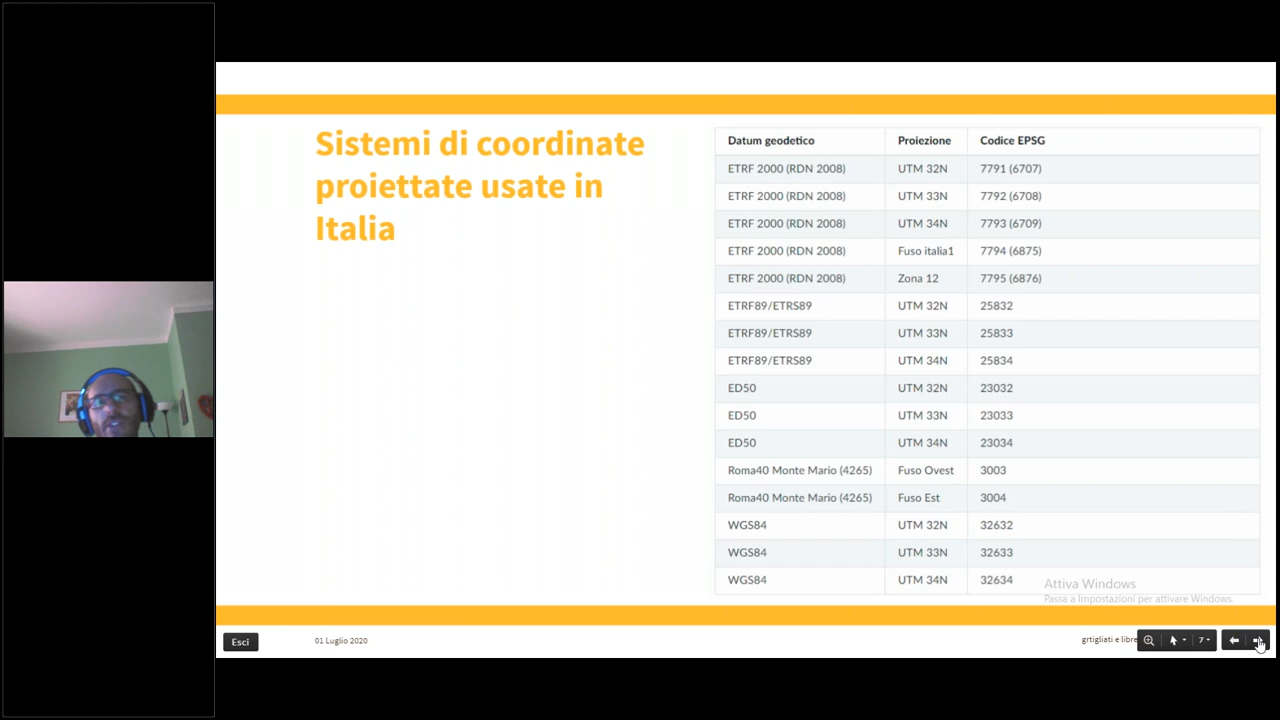 Sistemi di coordinate
proiettate usate in
Italia
Datum geodetico Proiezione Codice EPSG
ETRF 2000 (RDN 2008) UTM 32N 7791 (6707)
ETRF 2000 (RDN 2008) UTM 33N 7792 (6708)
ETRF 2000 (RDN 2008) UTM 34N 7793 (6709)
ETRF 2000 (RDN 2008) Fuso italia1 7794 (6875)
ETRF 2000 (RDN 2008) Zona 12 7795 (6876)
ETRF89/ETRS89 UTM 32N 25832
ETRF89/ETRS89 UTM 33N 25833
ETRF89/ETRS89 UTM 34N 25834
ED50 UTM 32N 23032
ED50 UTM 33N 23033
ED50 UTM 34N 23034
Roma40 Monte Mario (4265) Fuso Ovest 3003
Roma40 Monte Mario (4265) Fuso Est 3004
WGS84 UTM 32N 32632
WGS84 UTM 33N 32633
WGS84 UTM 34N 32634
Attiva Windows
Passa a Impostazioni per attivare Windows.
Esci
01 Luglio 2020
grtigliati e libre
7